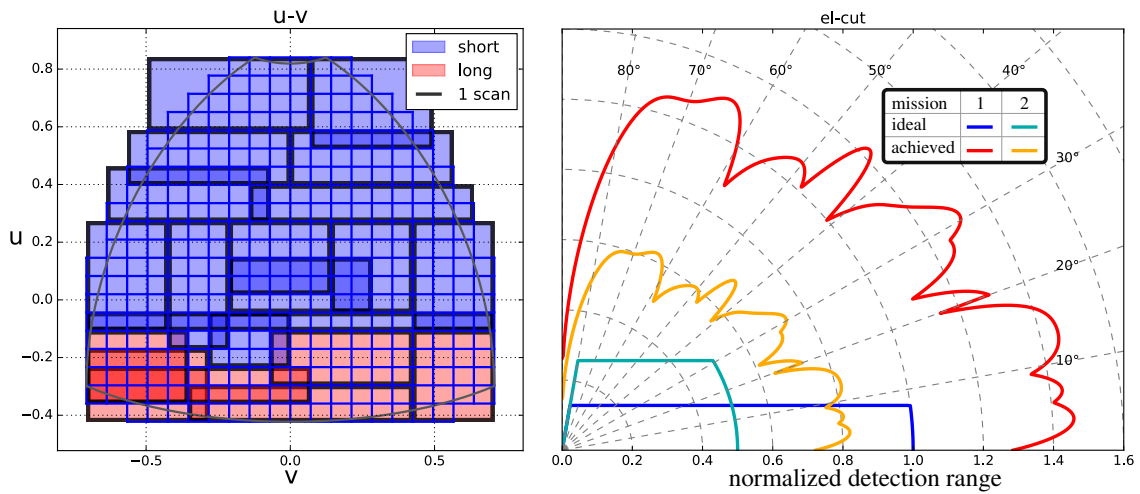 u-v
0.8
0.6
0.4
0.2
0.0
−0.2
−0.4
u
−0.5
0.0
0.5
v
short
long
1 scan
el-cut
80°
70°
60°
50°
40°
30°
20°
10°
mission 1 2
ideal
achieved
0.0 0.2 0.4 0.6 0.8 1.0 1.2 1.4 1.6
normalized detection range